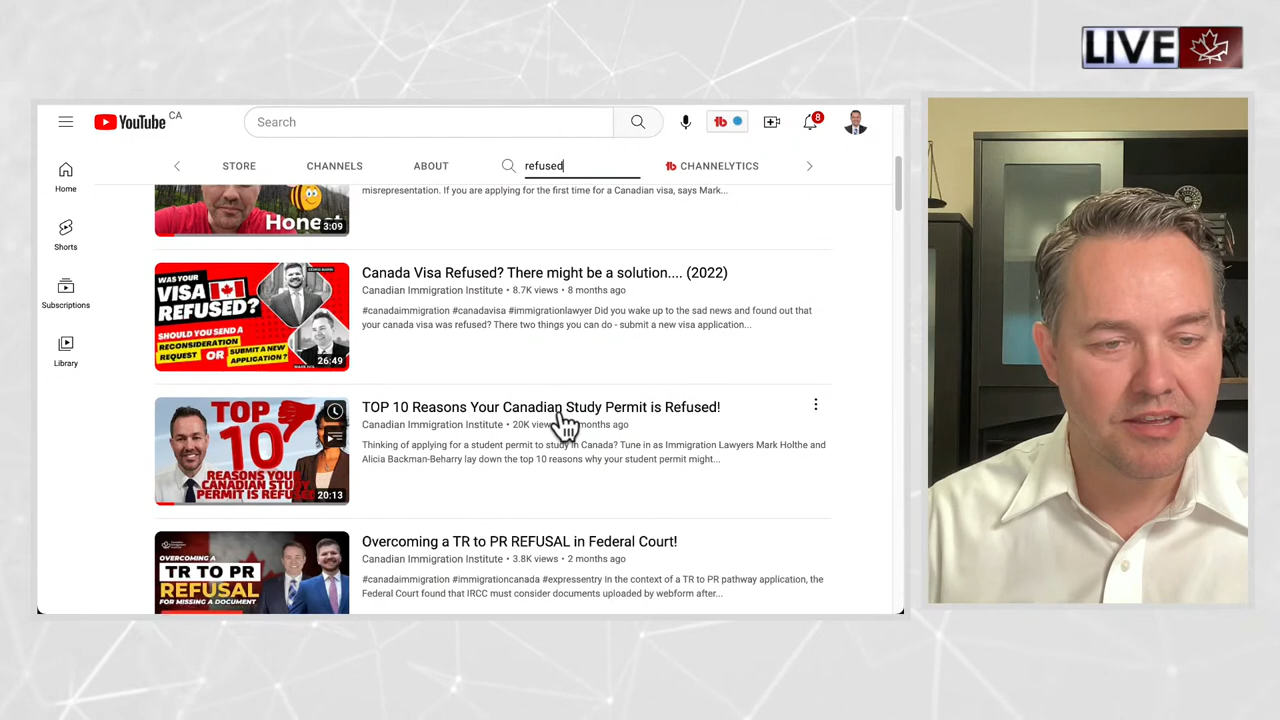 LIVE
YouTube CA
Search
8
STORE
CHANNELS
ABOUT
refused
CHANNELYTICS
Home
Shorts
Subscriptions
Library
Hones
3:09
misrepresentation. If you are applying for the first time for a Canadian visa, says Mark...
WAS YOUR
VISA
REFUSED?
SHOULD YOU SEND A
RECONSIDERATION
REQUEST OR SUBMIT A NEW
APPLICATION?
26:49
Canada Visa Refused? There might be a solution.... (2022)
Canadian Immigration Institute • 8.7K views • 8 months ago
#canadaimmigration #canadavisa #immigrationlawyer Did you wake up to the sad news and found out that
your canada visa was refused? There two things you can do - submit a new visa application...
TOP
10
REASONS YOUR
CANADIAN STUDY
PERMIT IS REFUSED
20:13
TOP 10 Reasons Your Canadian Study Permit is Refused!
Canadian Immigration Institute • 20K views months ago
Thinking of applying for a student permit to study in Canada? Tune in as Immigration Lawyers Mark Holthe and
Alicia Backman-Beharry lay down the top 10 reasons why your student permit might...
OVERCOMING A
TR TO PR
REFUSAL
FOR MISSING A DOCUMENT
Overcoming a TR to PR REFUSAL in Federal Court!
Canadian Immigration Institute • 3.8K views • 2 months ago
#canadaimmigration #immigrationcanada #expressentry In the context of a TR to PR pathway application, the
Federal Court found that IRCC must consider documents uploaded by webform after...